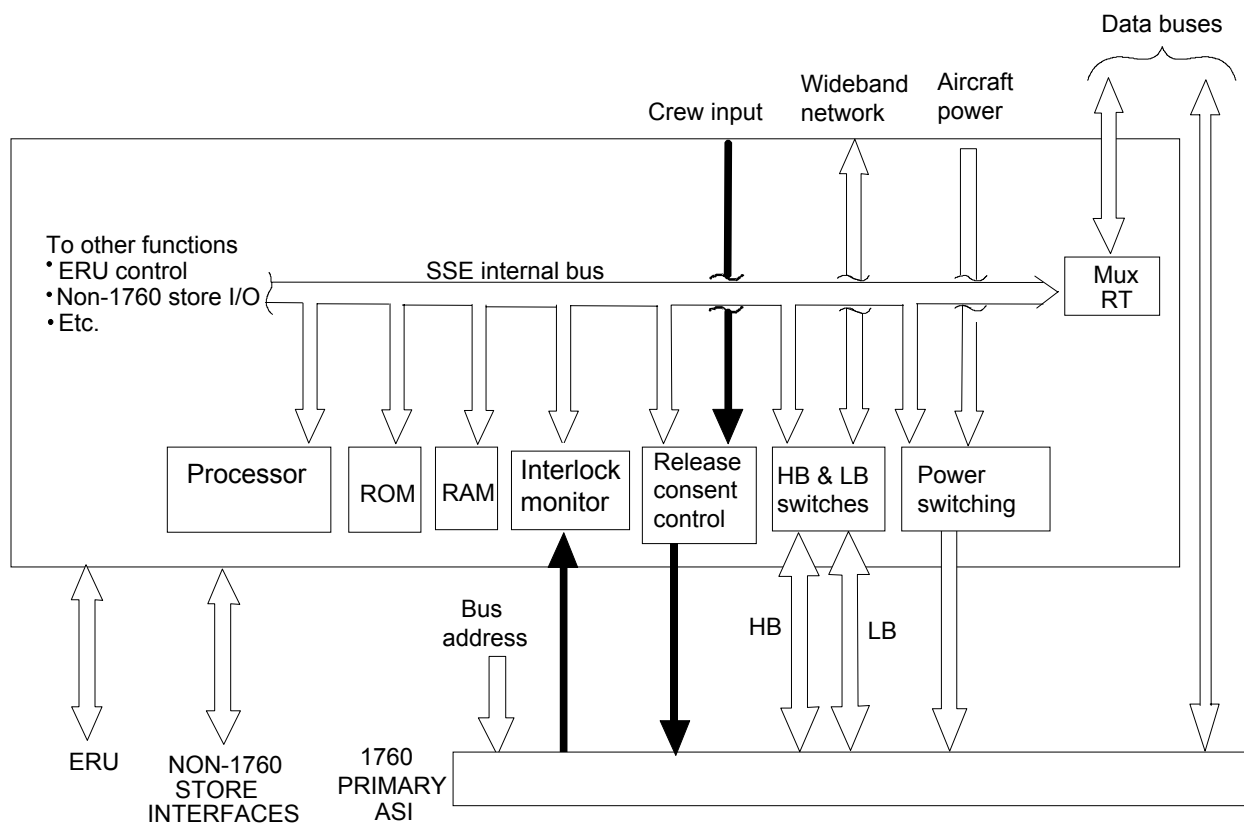 Data buses
Wideband
network
Aircraft
power
Crew input
To other functions
• ERU control
• Non-1760 store I/O
• Etc.
SSE internal bus
Mux
RT
Processor
ROM
RAM
Interlock
monitor
Release
consent
control
HB & LB
switches
Power
switching
Bus
address
HB
LB
ERU
NON-1760
STORE
INTERFACES
1760
PRIMARY
ASI